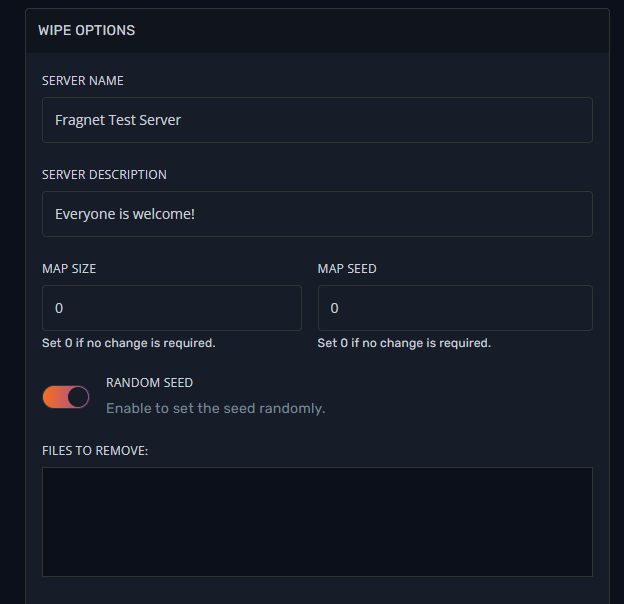 WIPE OPTIONS
SERVER NAME
Fragnet Test Server
SERVER DESCRIPTION
Everyone is welcome!
MAP SIZE
MAP SEED
0
0
Set 0 if no change is required.
Set 0 if no change is required.
RANDOM SEED
Enable to set the seed randomly.
FILES TO REMOVE: